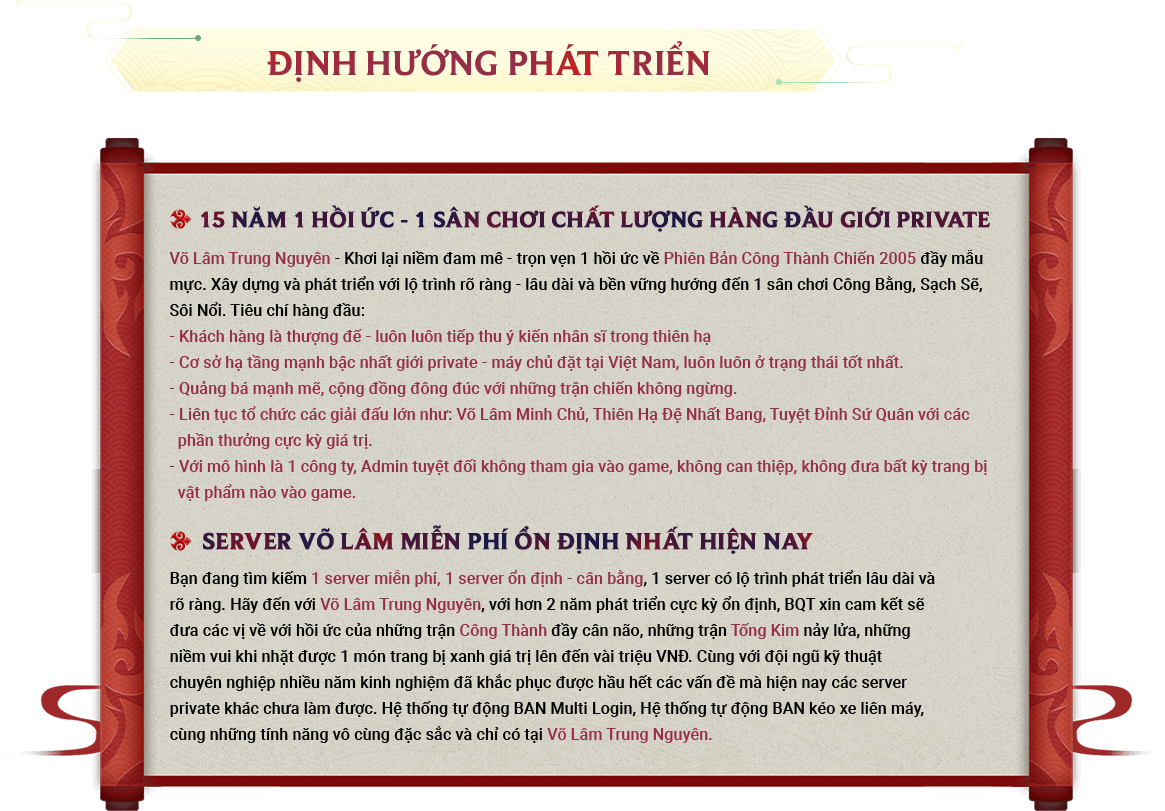 ĐỊNH HƯỚNG PHÁT TRIỂN
15 NĂM 1 HỒI ỨC - 1 SÂN CHƠI CHẤT LƯỢNG HÀNG ĐẦU GIỚI PRIVATE
Võ Lâm Trung Nguyên - Khơi lại niềm đam mê - trọn vẹn 1 hồi ức về Phiên Bản Công Thành Chiến 2005 đầy mẫu
mực. Xây dựng và phát triển với lộ trình rõ ràng - lâu dài và bền vững hướng đến 1 sân chơi Công Bằng, Sạch Sẽ,
Sôi Nổi. Tiêu chí hàng đầu:
- Khách hàng là thượng đế - luôn luôn tiếp thu ý kiến nhân sĩ trong thiên hạ
- Cơ sở hạ tầng mạnh bậc nhất giới private - máy chủ đặt tại Việt Nam, luôn luôn ở trạng thái tốt nhất.
- Quảng bá mạnh mẽ, cộng đồng đông đúc với những trận chiến không ngừng.
- Liên tục tổ chức các giải đấu lớn như: Võ Lâm Minh Chủ, Thiên Hạ Đệ Nhất Bang, Tuyệt Đỉnh Sứ Quân với các
phần thưởng cực kỳ giá trị.
- Với mô hình là 1 công ty, Admin tuyệt đối không tham gia vào game, không can thiệp, không đưa bất kỳ trang bị
vật phẩm nào vào game.
SERVER VÕ LÂM MIỄN PHÍ ỔN ĐỊNH NHẤT HIỆN NAY
Bạn đang tìm kiếm 1 server miễn phí, 1 server ổn định - cân bằng, 1 server có lộ trình phát triển lâu dài và
rõ ràng. Hãy đến với Võ Lâm Trung Nguyên, với hơn 2 năm phát triển cực kỳ ổn định, BQT xin cam kết sẽ
đưa các vị về với hồi ức của những trận Công Thành đầy cân não, những trận Tống Kim nảy lửa, những
niềm vui khi nhặt được 1 món trang bị xanh giá trị lên đến vài triệu VNĐ. Cùng với đội ngũ kỹ thuật
chuyên nghiệp nhiều năm kinh nghiệm đã khắc phục được hầu hết các vấn đề mà hiện nay các server
private khác chưa làm được. Hệ thống tự động BAN Multi Login, Hệ thống tự động BAN kéo xe liên máy,
cùng những tính năng vô cùng đặc sắc và chỉ có tại Võ Lâm Trung Nguyên.